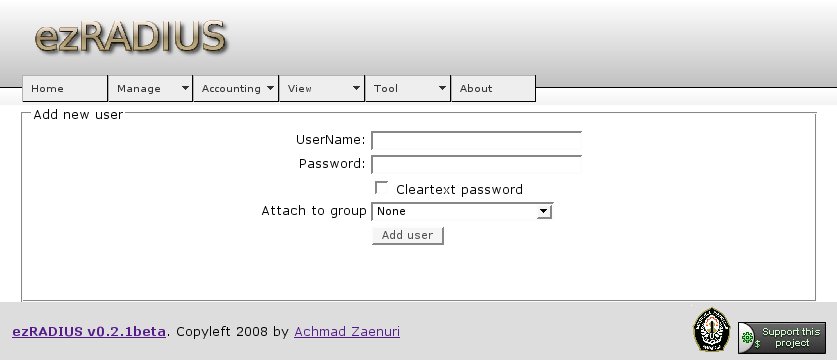 ezRADIUS
Home Manage Accounting View Tool About
Add new user
UserName:
Password:
Cleartext password
Attach to group None
Add user
ezRADIUS v0.2.1beta. Copyleft 2008 by Achmad Zaenuri
Support this
$ project